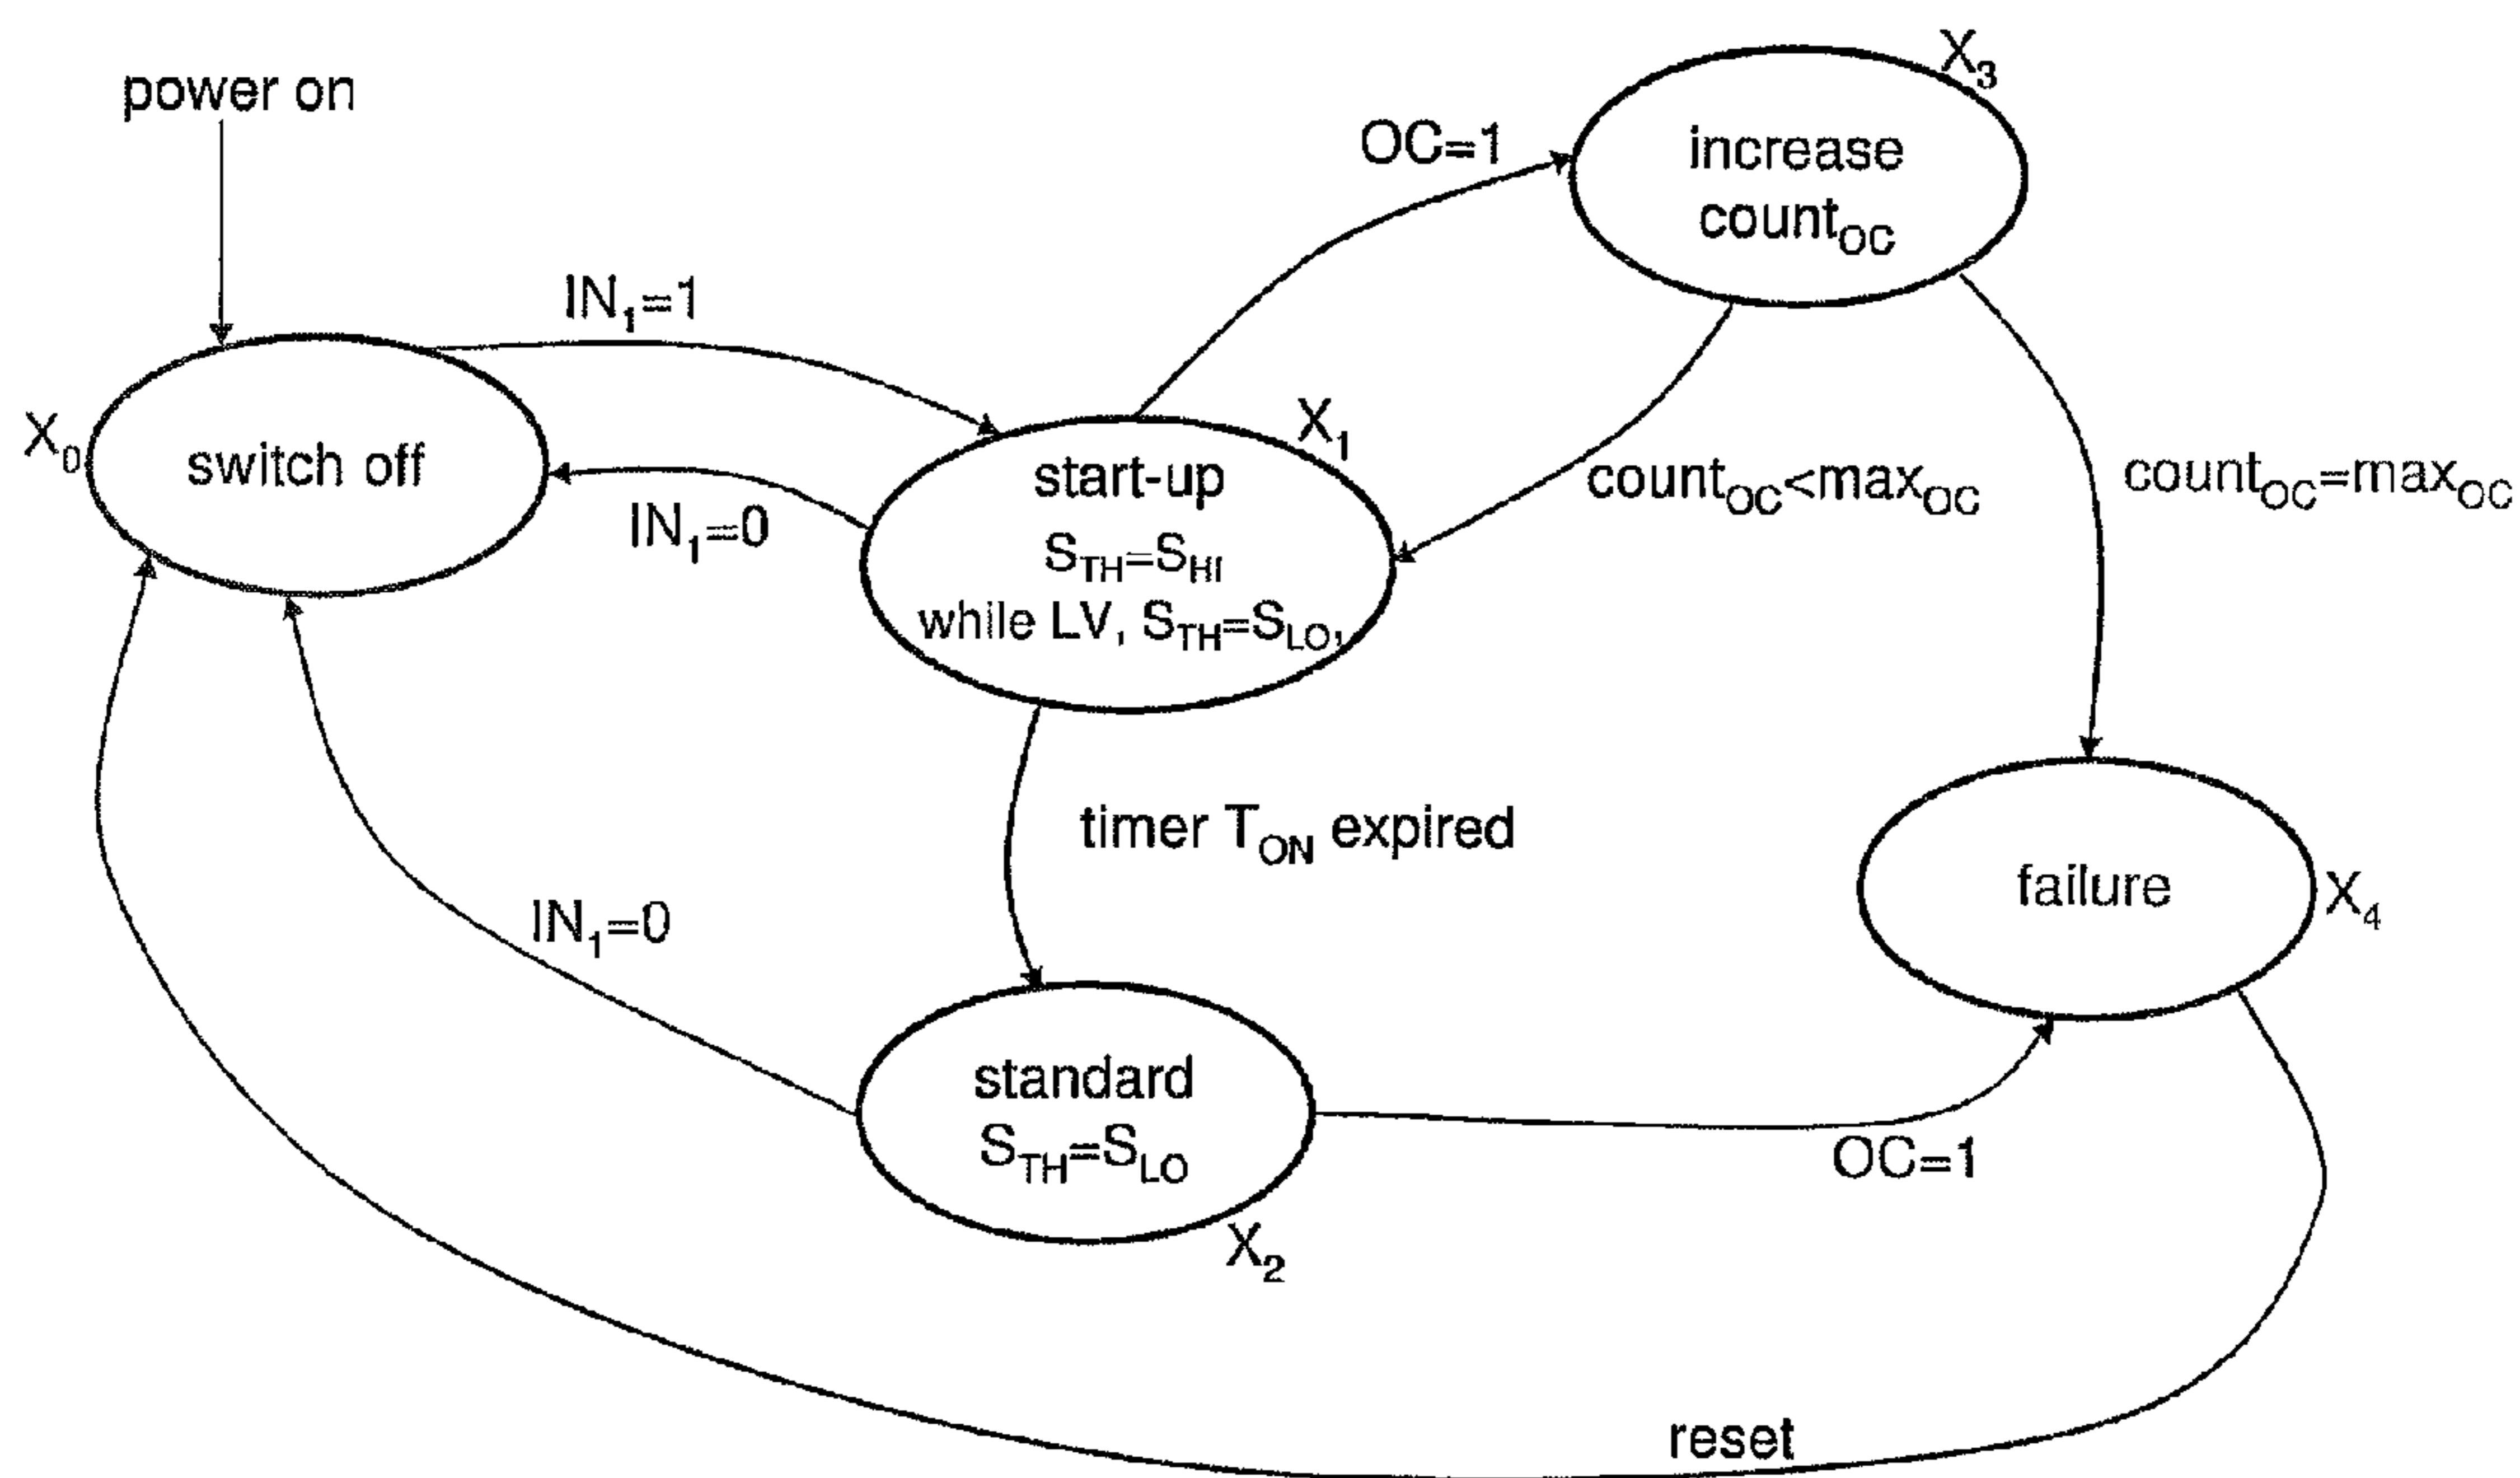 power on
X₃
OC=1
increase
count_OC
IN₁=1
X₀
switch off
IN₁=0
X₁
start-up
S_TH=S_HI
while LV, S_TH=S_LO,
count_OC<max_OC
count_OC=max_OC
timer T_ON expired
failure
X₄
IN₁=0
standard
S_TH=S_LO
X₂
OC=1
reset